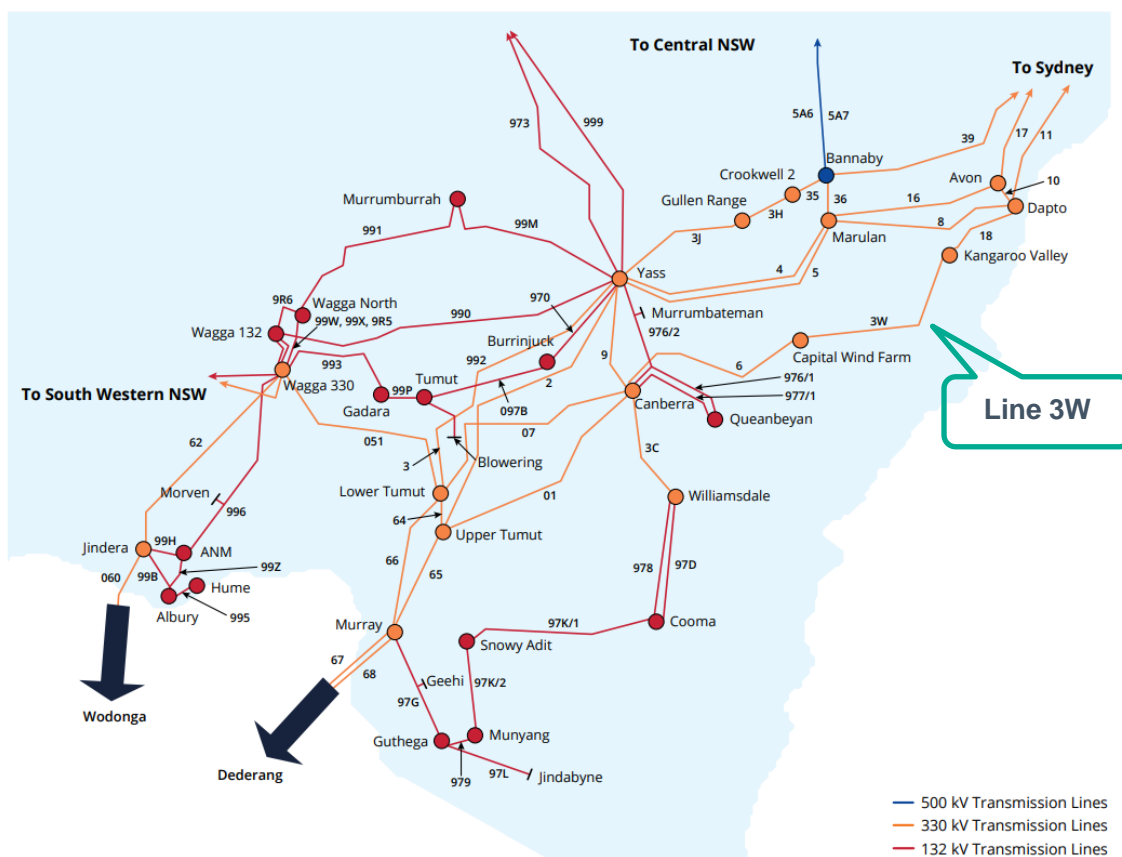 To Central NSW
To Sydney
973
999
5A6
5A7
39
17
11
Bannaby
Crookwell 2
35
Avon
10
Gullen Range
3H
36
16
Dapto
Murrumburrah
3J
Marulan
8
18
991
99M
Kangaroo Valley
Yass
4
5
9R6
Wagga North
970
Murrumbateman
99W, 99X, 9R5
990
976/2
3W
Wagga 132
Burrinjuck
Capital Wind Farm
992
9
993
2
6
976/1
To South Western NSW
Wagga 330
Tumut
977/1
99P
Canberra
Line 3W
Gadara
097B
Queanbeyan
62
051
07
3C
3
Blowering
Morven
Lower Tumut
01
Williamsdale
996
64
Upper Tumut
Jindera
99H
ANM
66
65
978
97D
060
99B
99Z
Hume
Albury
995
Murray
97K/1
Cooma
Snowy Adit
67
68
Geehi
97K/2
97G
Wodonga
Guthega
Munyang
Dederang
979
97L
Jindabyne
500 kV Transmission Lines
330 kV Transmission Lines
132 kV Transmission Lines